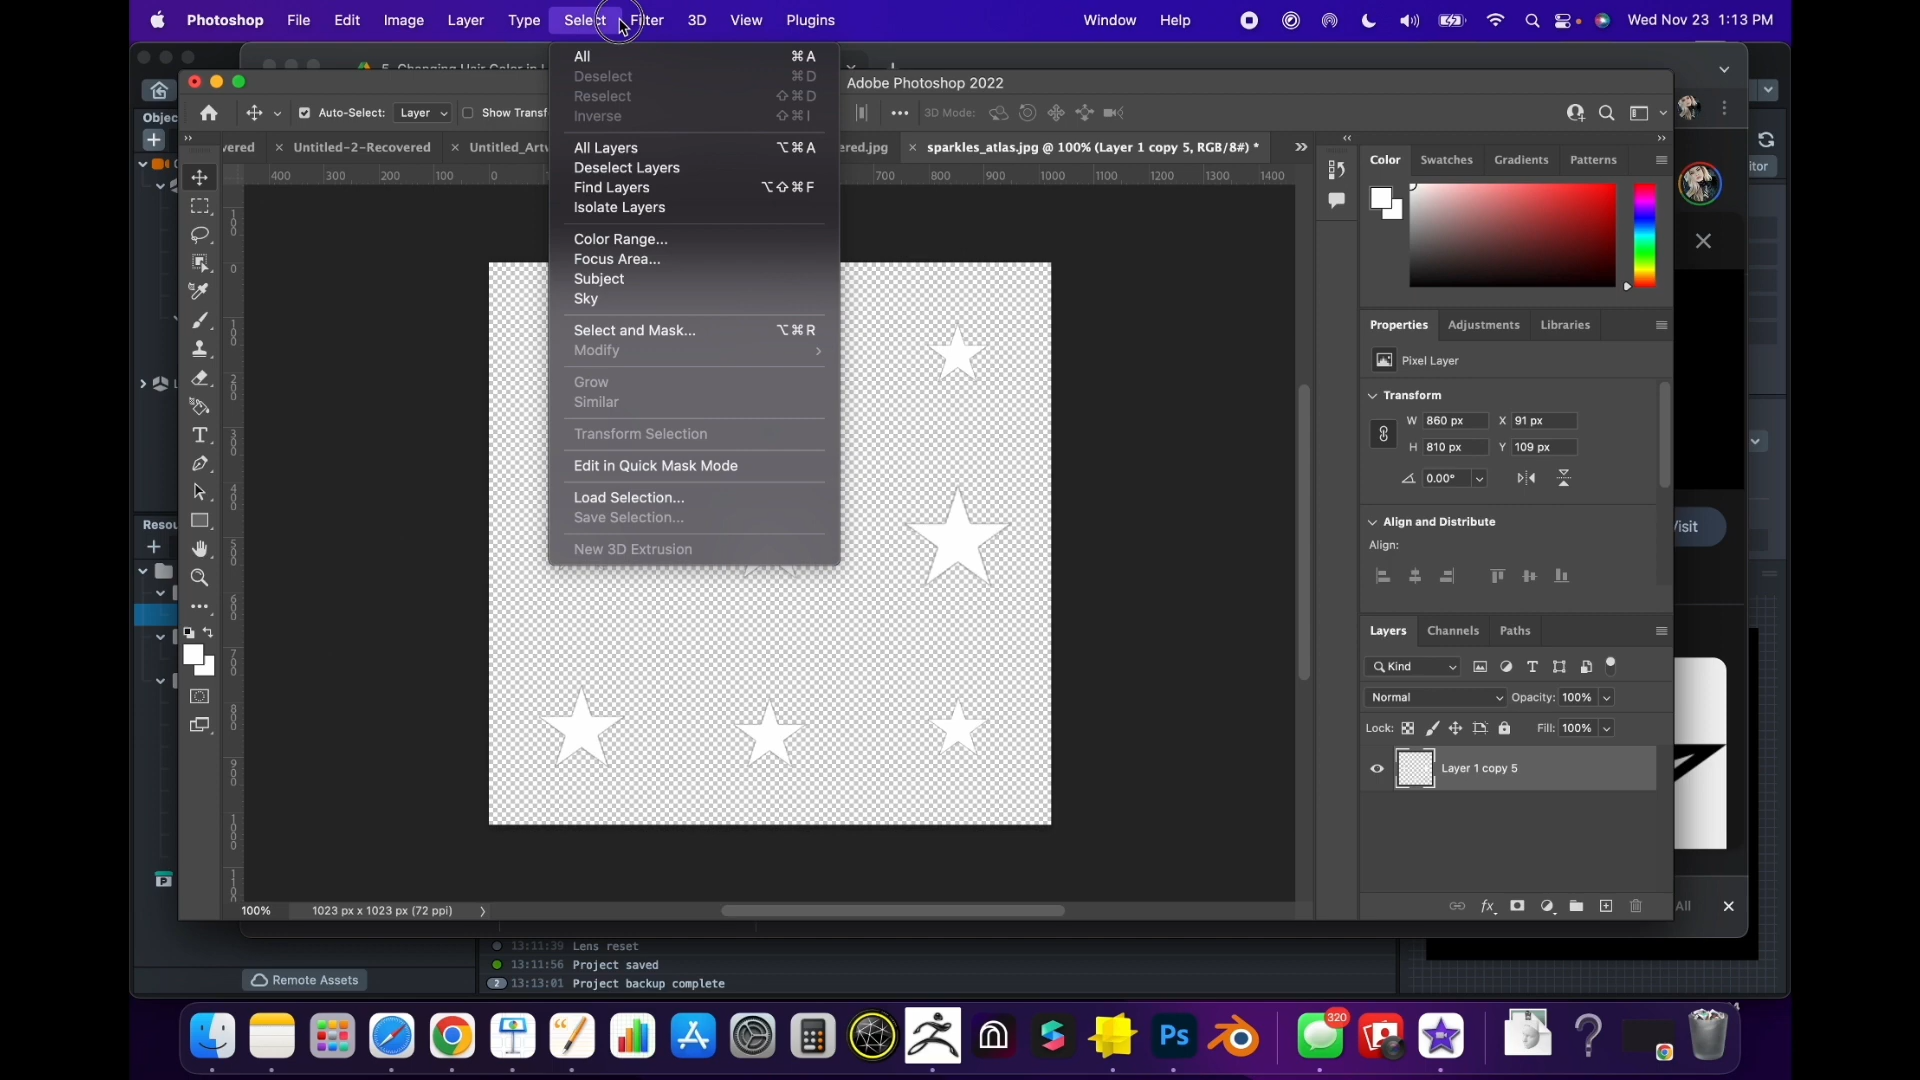 Photoshop File Edit Image Layer Type Select Filter 3D View Plugins Window Help Wed Nov 23 1:13 PM
All ⌘A
Deselect ⌘D
Reselect ⇧⌘D
Inverse ⇧⌘I
All Layers ⌥⌘A
Deselect Layers
Find Layers ⌥⇧⌘F
Isolate Layers
Color Range...
Focus Area...
Subject
Sky
Select and Mask... ⌥⌘R
Modify
Grow
Similar
Transform Selection
Edit in Quick Mask Mode
Load Selection...
Save Selection...
New 3D Extrusion
Adobe Photoshop 2022
Auto-Select: Layer Show Transf
3D Mode:
vered × Untitled-2-Recovered × Untitled_Artw ered.jpg × sparkles_atlas.jpg @ 100% (Layer 1 copy 5, RGB/8#) *
400 300 200 100 0 700 800 900 1000 1100 1200 1300 1400
Objec
Resou
Color Swatches Gradients Patterns
Properties Adjustments Libraries
Pixel Layer
Transform
W 860 px X 91 px
H 810 px Y 109 px
0.00°
Align and Distribute
Align:
Layers Channels Paths
Kind
Normal Opacity: 100%
Lock: Fill: 100%
Layer 1 copy 5
itor
isit
All
100% 1023 px x 1023 px (72 ppi)
13:11:39 Lens reset
13:11:56 Project saved
2 13:13:01 Project backup complete
Remote Assets
320
Ps